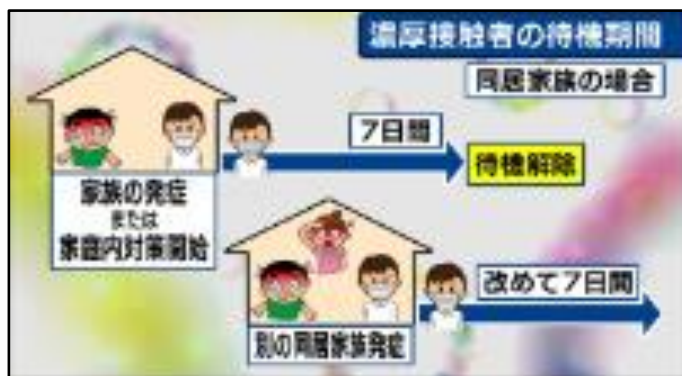 濃厚接触者の待機期間
同居家族の場合
7日間
待機解除
家族の発症
または
家庭内対策開始
改めて7日間
別の同居家族発症